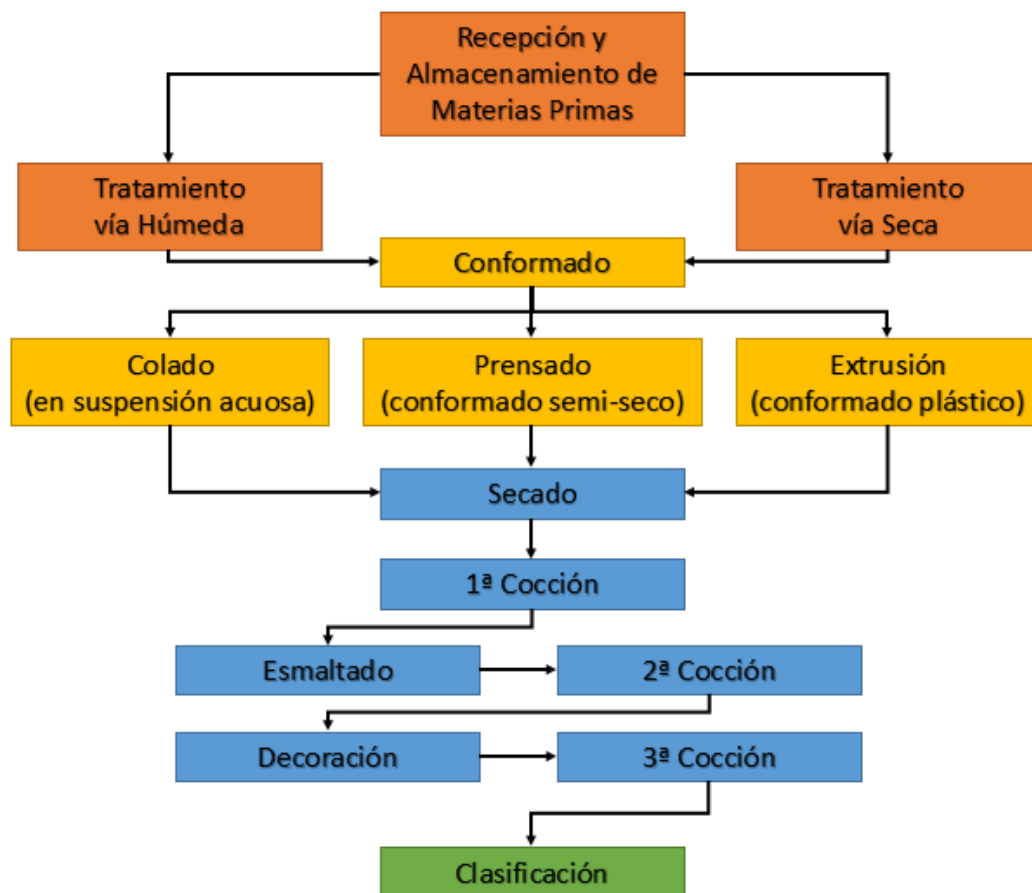 Recepción y
Almacenamiento de
Materias Primas
Tratamiento
vía Húmeda
Tratamiento
vía Seca
Conformado
Colado
(en suspensión acuosa)
Prensado
(conformado semi-seco)
Extrusión
(conformado plástico)
Secado
1ª Cocción
Esmaltado
2ª Cocción
Decoración
3ª Cocción
Clasificación